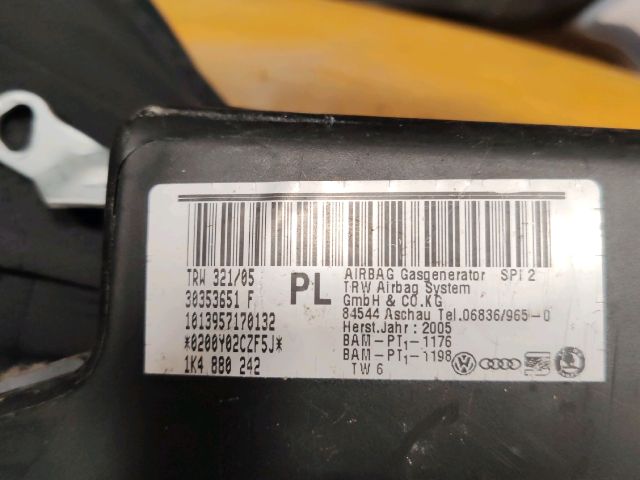 TRW 321/05
30353651 F
1013957170132
*0200Y02CZF5J*
1K4 880 242
PL
AIRBAG Gasgenerator SPI 2
TRW Airbag System
GmbH & CO.KG
84544 Aschau Tel.06836/965-0
Herst.Jahr : 2005
BAM-PT1-1176
BAM-PT1-1198
TW 6